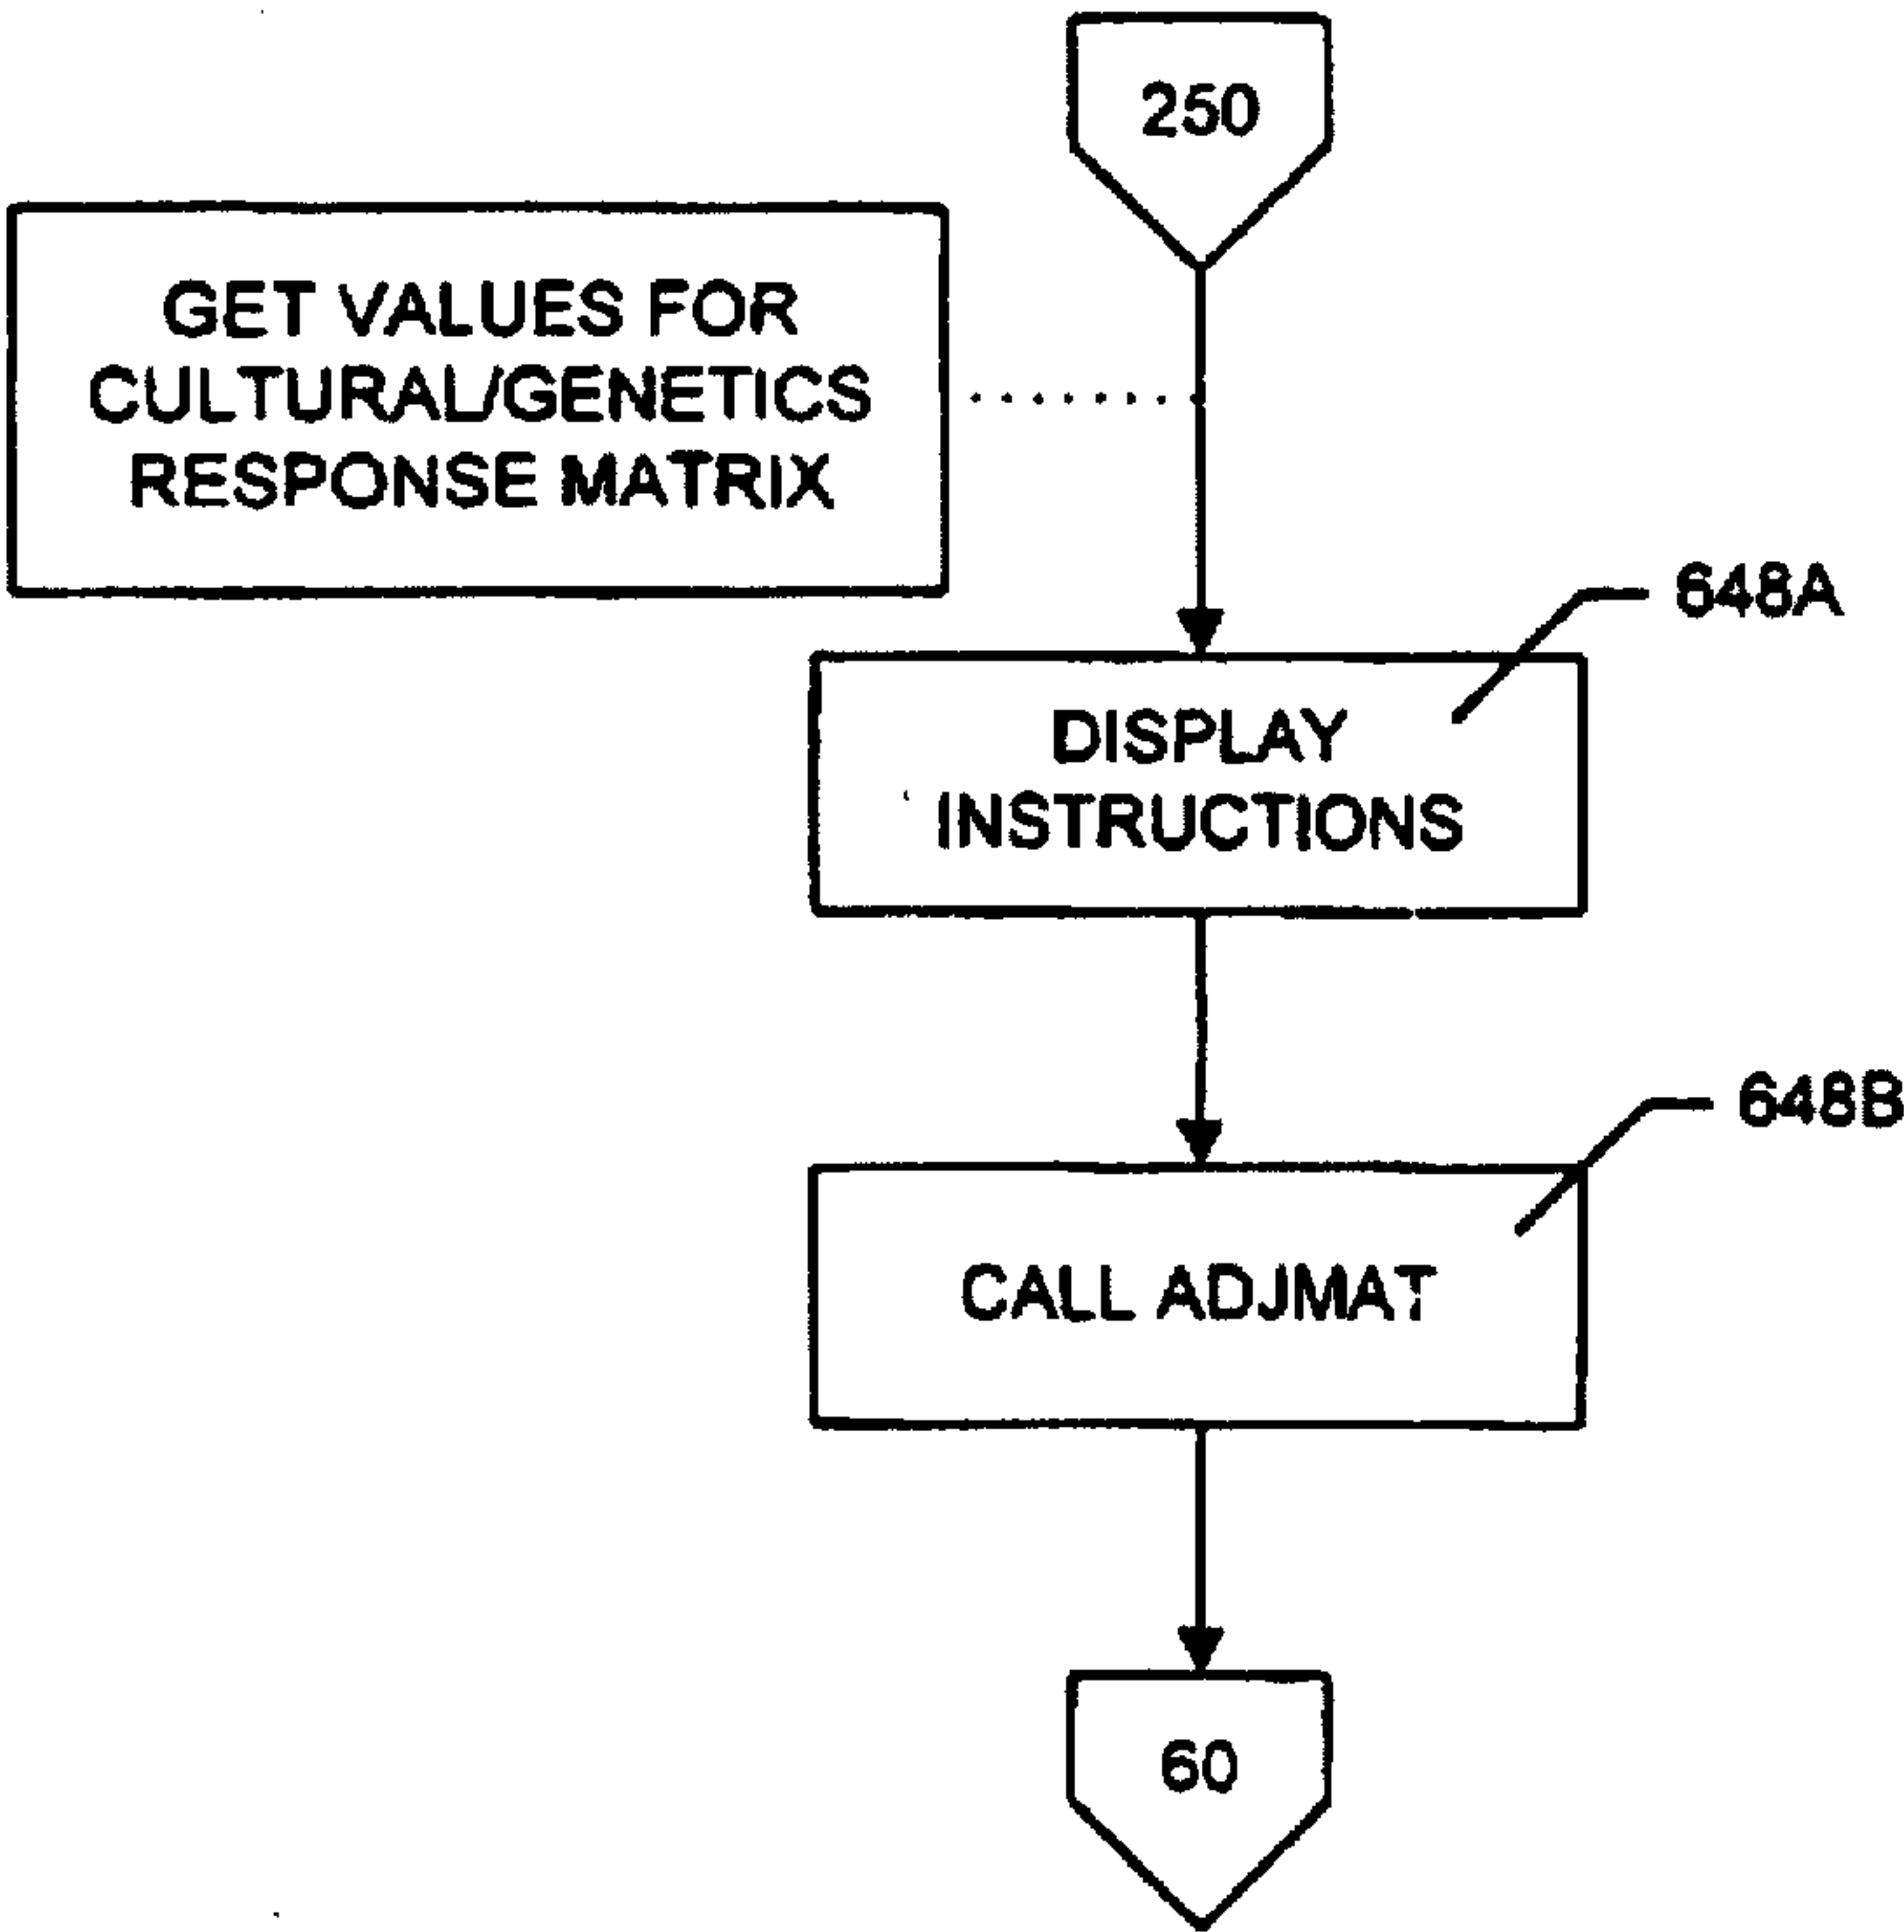 250
GET VALUES FOR
CULTURAL/GENETICS
RESPONSE MATRIX
648A
DISPLAY
INSTRUCTIONS
648B
CALL ADJMAT
60